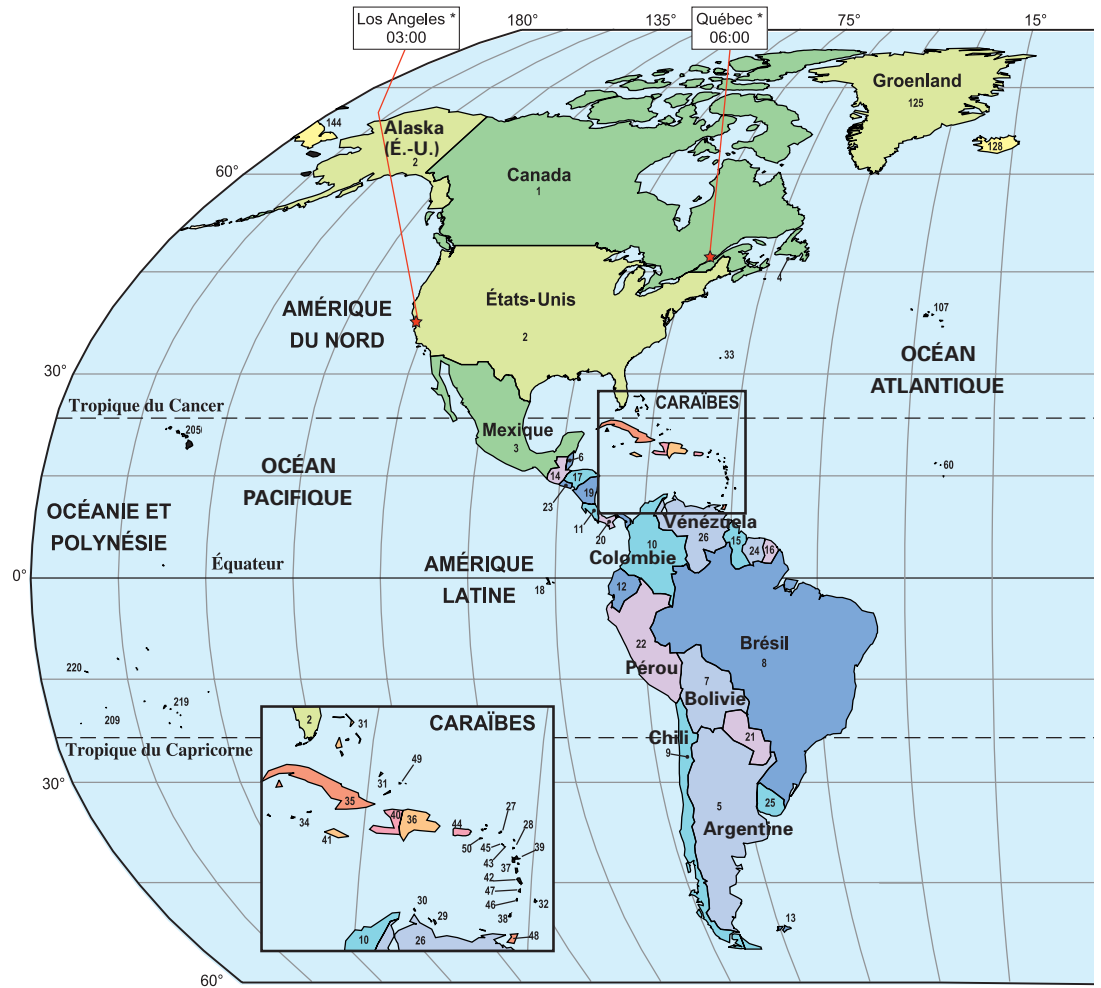 Los Angeles *
03:00
180°
135°
Québec *
06:00
75°
15°
Groenland
125
144
Alaska
(É.-U.)
2
128
60°
Canada
1
4
États-Unis
2
AMÉRIQUE
DU NORD
107
33
OCÉAN
ATLANTIQUE
30°
Tropique du Cancer
CARAÏBES
205
Mexique
3
6
14
17
19
23
11
20
60
OCÉAN
PACIFIQUE
OCÉANIE ET
POLYNÉSIE
Vénézuela
26
10
Colombie
15
24
16
Équateur
AMÉRIQUE
LATINE
0°
18
12
22
Pérou
Brésil
8
7
Bolivie
220
219
209
Tropique du Capricorne
Chili
9
21
30°
25
5
Argentine
13
60°
CARAÏBES
2
31
31
49
35
34
41
40
36
44
27
28
50
45
43
39
37
42
47
46
32
38
30
29
10
26
48